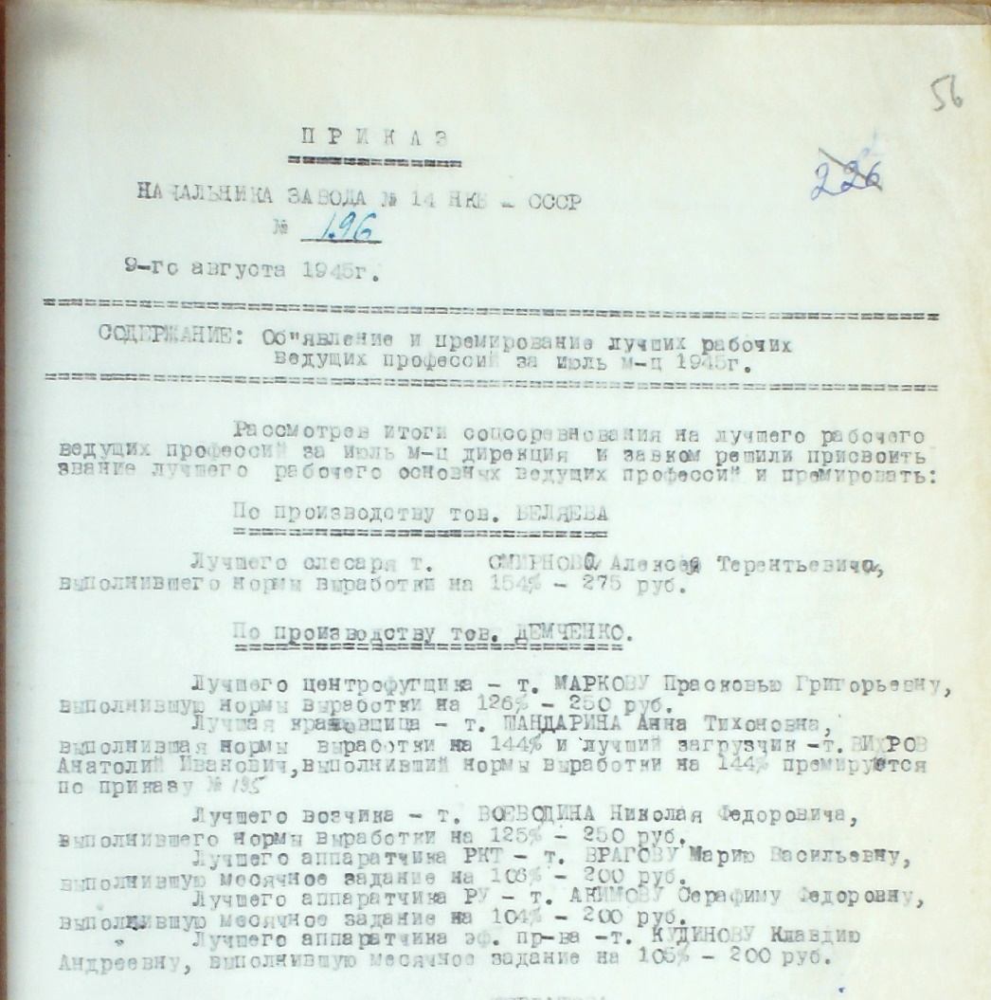 56
226
П Р И К А З
НАЧАЛЬНИКА ЗАВОДА № 14 НКБ - СССР
№ 196
9-го августа 1945г.
СОДЕРЖАНИЕ: Об"явление и премирование лучших рабочих
ведущих профессий за июль м-ц 1945г.
Рассмотрев итоги соцсоревнования на лучшего рабочего
ведущих профессий за июль м-ц дирекция и завком решили присвоить
звание лучшего рабочего основных ведущих профессий и премировать:
По производству тов. БЕЛЯЕВА
Лучшего слесаря т. СМИРНОВА Алексея Терентьевича,
выполнившего нормы выработки на 154% - 275 руб.
По производству тов. ДЕМЧЕНКО.
Лучшего центрофугщика - т. МАРКОВУ Прасковью Григорьевну,
выполнившую нормы выработки на 126% - 250 руб.
Лучшая крановщица - т. ШАНДАРИНА Анна Тихоновна,
выполнившая нормы выработки на 144% и лучший загрузчик -т. ВИХРОВ
Анатолий Иванович,выполнивший нормы выработки на 144% премируются
по приказу № 195
Лучшего возчика - т. ВОЕВОДИНА Николая Федоровича,
выполнившего нормы выработки на 125% - 250 руб.
Лучшего аппаратчика РКТ - т. ВРАГОВУ Марию Васильевну,
выполнившую месячное задание на 106% - 200 руб.
Лучшего аппаратчика РУ - т. АКИМОВУ Серафиму Федоровну,
выполнившую месячное задание на 104% - 200 руб.
Лучшего аппаратчика эф. пр-ва -т. КУДИНОВУ Клавдию
Андреевну, выполнившую месячное задание на 105% - 200 руб.